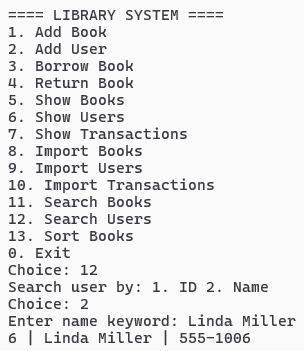 ==== LIBRARY SYSTEM ====
1. Add Book
2. Add User
3. Borrow Book
4. Return Book
5. Show Books
6. Show Users
7. Show Transactions
8. Import Books
9. Import Users
10. Import Transactions
11. Search Books
12. Search Users
13. Sort Books
0. Exit
Choice: 12
Search user by: 1. ID 2. Name
Choice: 2
Enter name keyword: Linda Miller
6 | Linda Miller | 555-1006